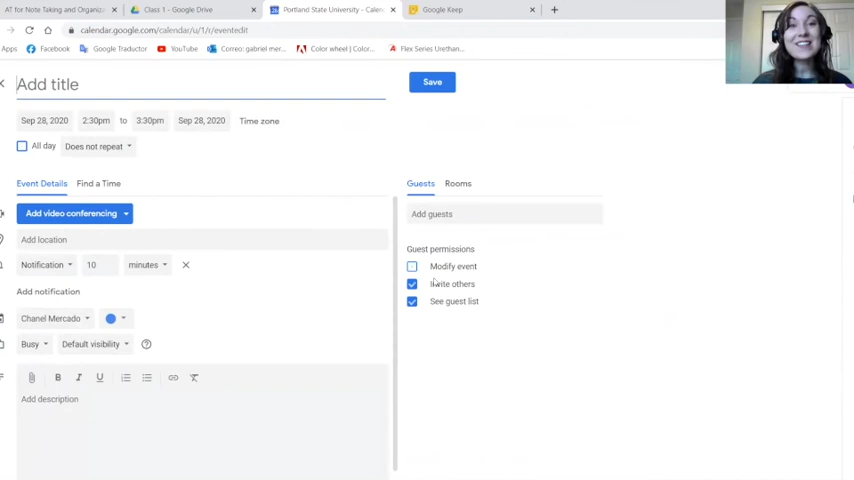 AT for Note Taking and Organiz
Class 1 - Google Drive
Portland State University - Calen
Google Keep
calendar.google.com/calendar/u/1/r/eventedit
Apps
Facebook
Google Traductor
YouTube
Correo: gabriel mer...
Color wheel | Color...
Flex Series Urethan...
Add title
Save
Sep 28, 2020
2:30pm
to
3:30pm
Sep 28, 2020
Time zone
All day
Does not repeat
Event Details
Find a Time
Guests
Rooms
Add video conferencing
Add guests
Add location
Guest permissions
Notification
10
minutes
Modify event
Invite others
Add notification
See guest list
Chanel Mercado
Busy
Default visibility
B I U
Add description